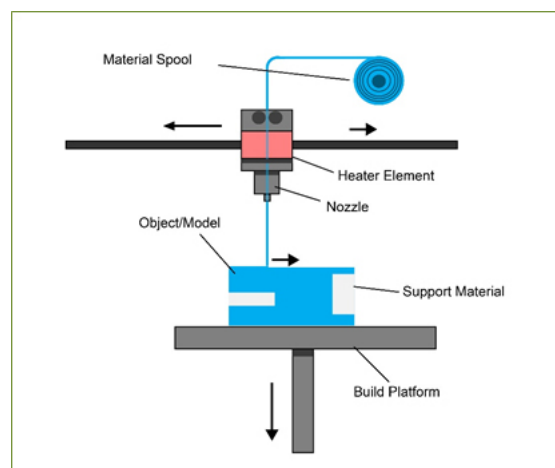 Material Spool
Heater Element
Nozzle
Object/Model
Support Material
Build Platform